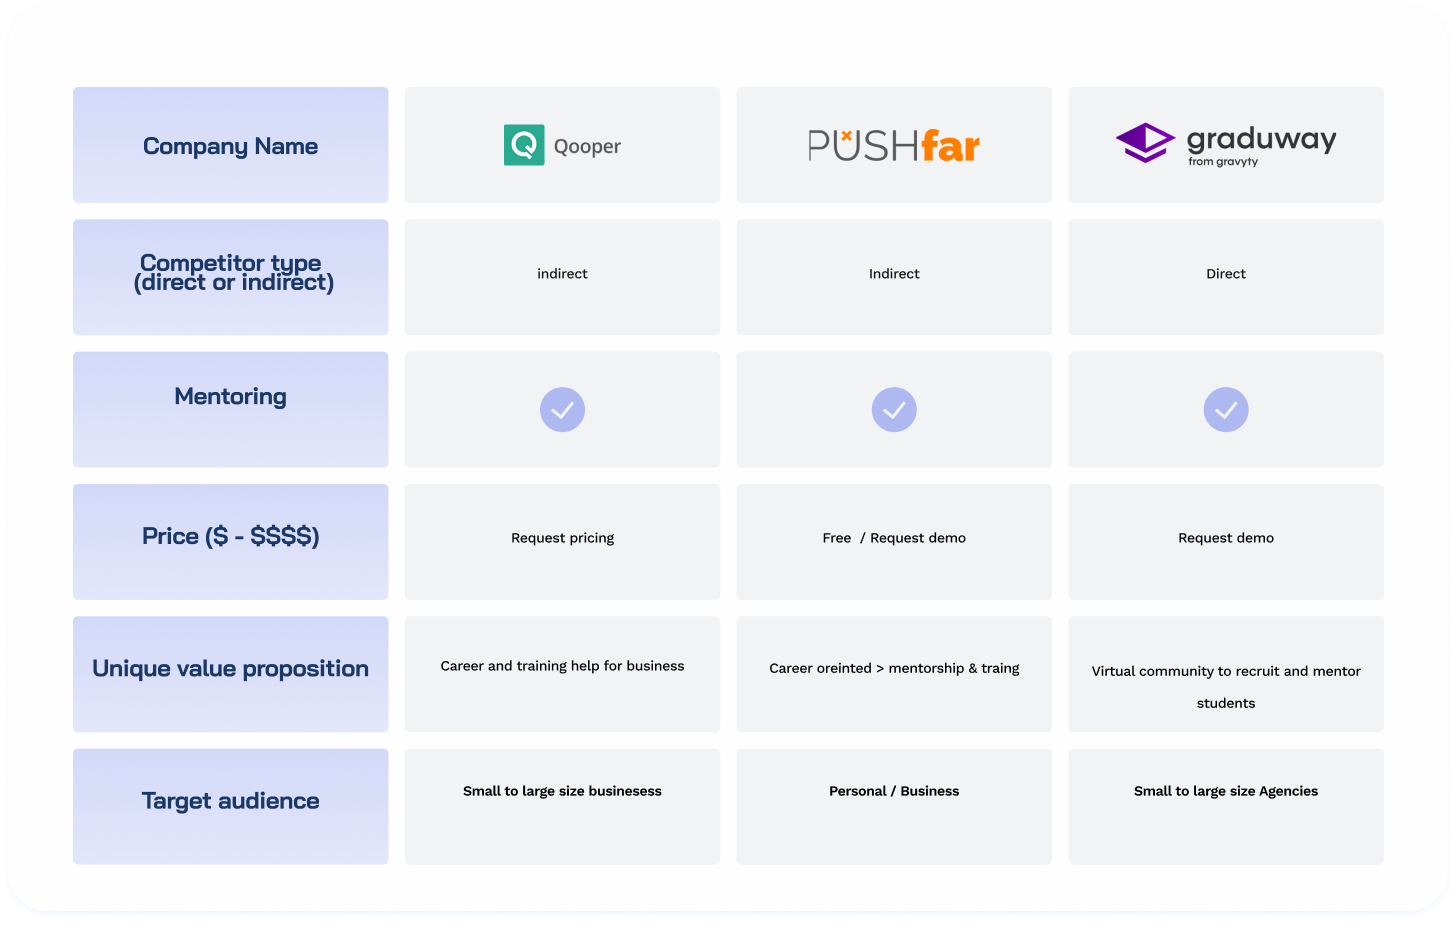 Company Name
Qooper
PUSHfar
graduway
from gravyty
Competitor type
(direct or indirect)
indirect
Indirect
Direct
Mentoring
Price ($ - $$$$)
Request pricing
Free / Request demo
Request demo
Unique value proposition
Career and training help for business
Career oreinted > mentorship & traing
Virtual community to recruit and mentor
students
Target audience
Small to large size businesess
Personal / Business
Small to large size Agencies